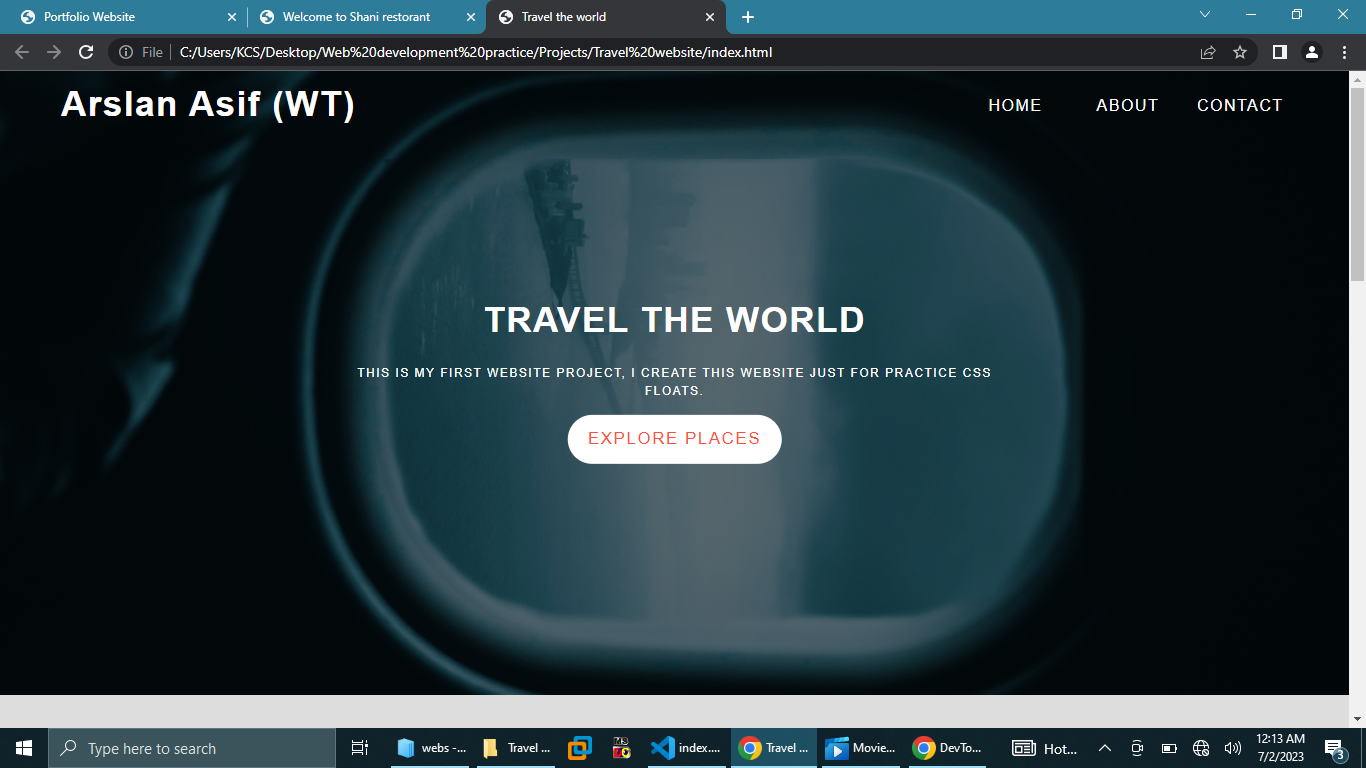 Portfolio Website
Welcome to Shani restorant
Travel the world
File
C:/Users/KCS/Desktop/Web%20development%20practice/Projects/Travel%20website/index.html
Arslan Asif (WT)
HOME ABOUT CONTACT
TRAVEL THE WORLD
THIS IS MY FIRST WEBSITE PROJECT, I CREATE THIS WEBSITE JUST FOR PRACTICE CSS
FLOATS.
EXPLORE PLACES
Type here to search
webs -...
Travel ...
index....
Travel ...
Movie...
DevTo...
Hot...
12:13 AM
7/2/2023
3